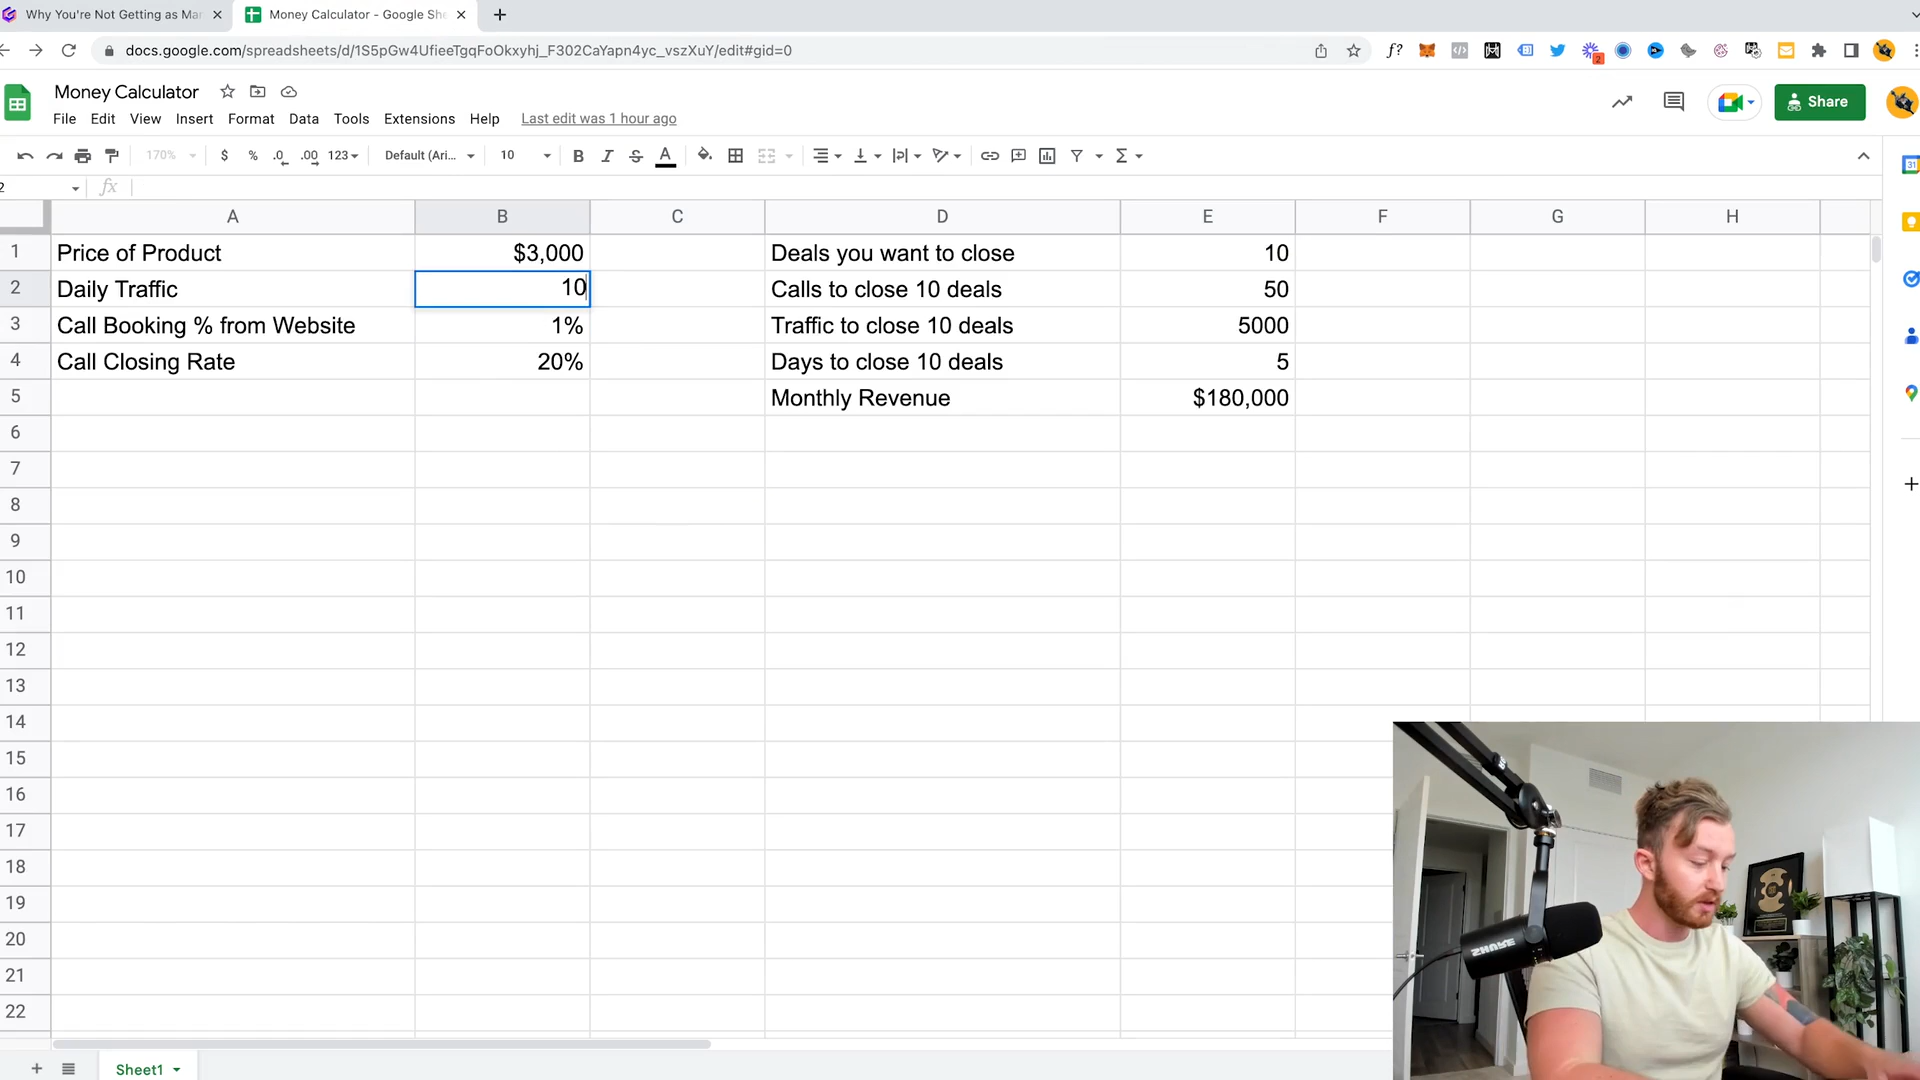 Why You're Not Getting as Mar
Money Calculator - Google She
docs.google.com/spreadsheets/d/1S5pGw4UfieeTgqFoOkxyhj_F302CaYapn4yc_vszXuY/edit#gid=0
Money Calculator
Share
File Edit View Insert Format Data Tools Extensions Help Last edit was 1 hour ago
170% $ % .0 .00 123 Default (Ari... 10 B I S A
2 fx
A B C D E F G H
1 Price of Product $3,000 Deals you want to close 10
2 Daily Traffic 10 Calls to close 10 deals 50
3 Call Booking % from Website 1% Traffic to close 10 deals 5000
4 Call Closing Rate 20% Days to close 10 deals 5
5 Monthly Revenue $180,000
6
7
8
9
10
11
12
13
14
15
16
17
18
19
20
21
22
Sheet1